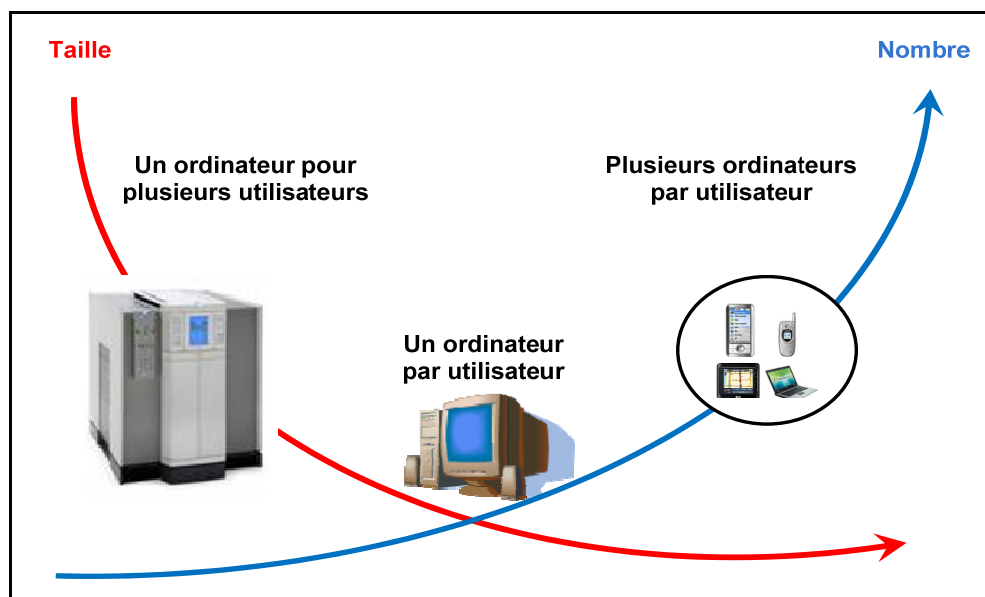 Taille
Nombre
Un ordinateur pour
plusieurs utilisateurs
Plusieurs ordinateurs
par utilisateur
Un ordinateur
par utilisateur